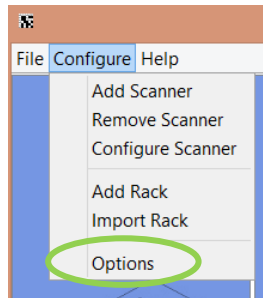 File Configure Help
Add Scanner
Remove Scanner
Configure Scanner
Add Rack
Import Rack
Options